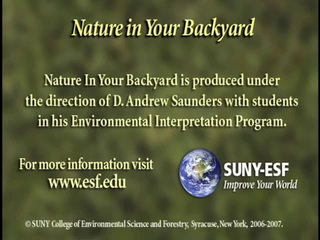 Nature in Your Backyard
Nature In Your Backyard is produced under
the direction of D. Andrew Saunders with students
in his Environmental Interpretation Program.
For more information visit
www.esf.edu
SUNY-ESF
Improve Your World
© SUNY College of Environmental Science and Forestry, Syracuse, New York, 2006-2007.